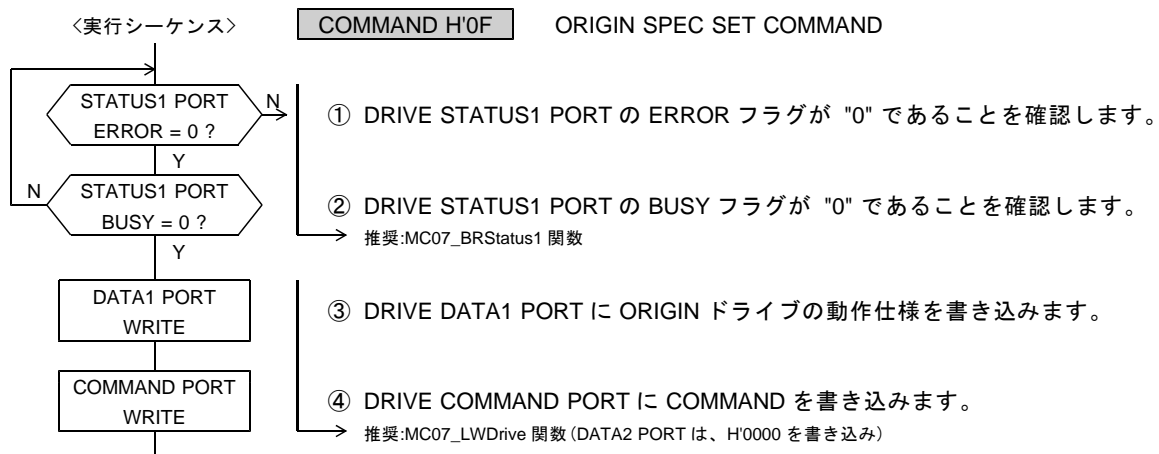 〈実行シーケンス〉 COMMAND H'0F ORIGIN SPEC SET COMMAND
STATUS1 PORT
ERROR = 0 ?
N
Y
① DRIVE STATUS1 PORT の ERROR フラグが "0" であることを確認します。
STATUS1 PORT
BUSY = 0 ?
N
Y
② DRIVE STATUS1 PORT の BUSY フラグが "0" であることを確認します。
推奨:MC07_BRStatus1 関数
DATA1 PORT
WRITE
③ DRIVE DATA1 PORT に ORIGIN ドライブの動作仕様を書き込みます。
COMMAND PORT
WRITE
④ DRIVE COMMAND PORT に COMMAND を書き込みます。
推奨:MC07_LWDrive 関数(DATA2 PORT は、H'0000 を書き込み)